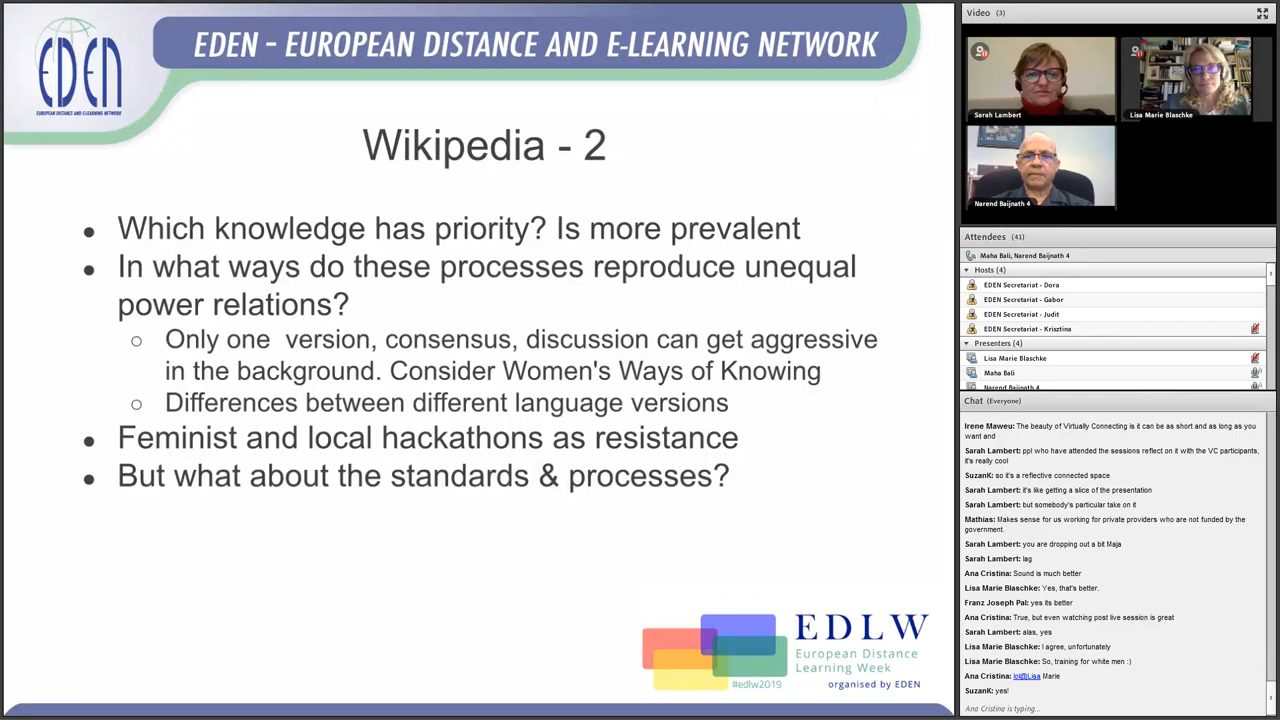 EDEN
EUROPEAN DISTANCE AND E-LEARNING NETWORK
EDEN – EUROPEAN DISTANCE AND E-LEARNING NETWORK
Wikipedia - 2
● Which knowledge has priority? Is more prevalent
● In what ways do these processes reproduce unequal
power relations?
○ Only one version, consensus, discussion can get aggressive
in the background. Consider Women's Ways of Knowing
○ Differences between different language versions
● Feminist and local hackathons as resistance
● But what about the standards & processes?
EDLW
European Distance
Learning Week
#edlw2019
organised by EDEN
Video (3)
Sarah Lambert
Lisa Marie Blaschke
Narend Baijnath 4
Attendees (41)
Maha Bali, Narend Baijnath 4
Hosts (4)
EDEN Secretariat - Dora
EDEN Secretariat - Gabor
EDEN Secretariat - Judit
EDEN Secretariat - Krisztina
Presenters (4)
Lisa Marie Blaschke
Maha Bali
Narend Baijnath 4
Chat (Everyone)
Irene Maweu: The beauty of Virtually Connecting is it can be as short and as long as you
want and
Sarah Lambert: ppl who have attended the sessions reflect on it with the VC participants,
it's really cool
SuzanK: so it's a reflective connected space
Sarah Lambert: it's like getting a slice of the presentation
Sarah Lambert: but somebody's particular take on it
Mathias: Makes sense for us working for private providers who are not funded by the
government.
Sarah Lambert: you are dropping out a bit Maja
Sarah Lambert: lag
Ana Cristina: Sound is much better
Lisa Marie Blaschke: Yes, that's better.
Franz Joseph Pal: yes its better
Ana Cristina: True, but even watching post live session is great
Sarah Lambert: alas, yes
Lisa Marie Blaschke: I agree, unfortunately
Lisa Marie Blaschke: So, training for white men :)
Ana Cristina: lol@Lisa Marie
SuzanK: yes!
Ana Cristina is typing...